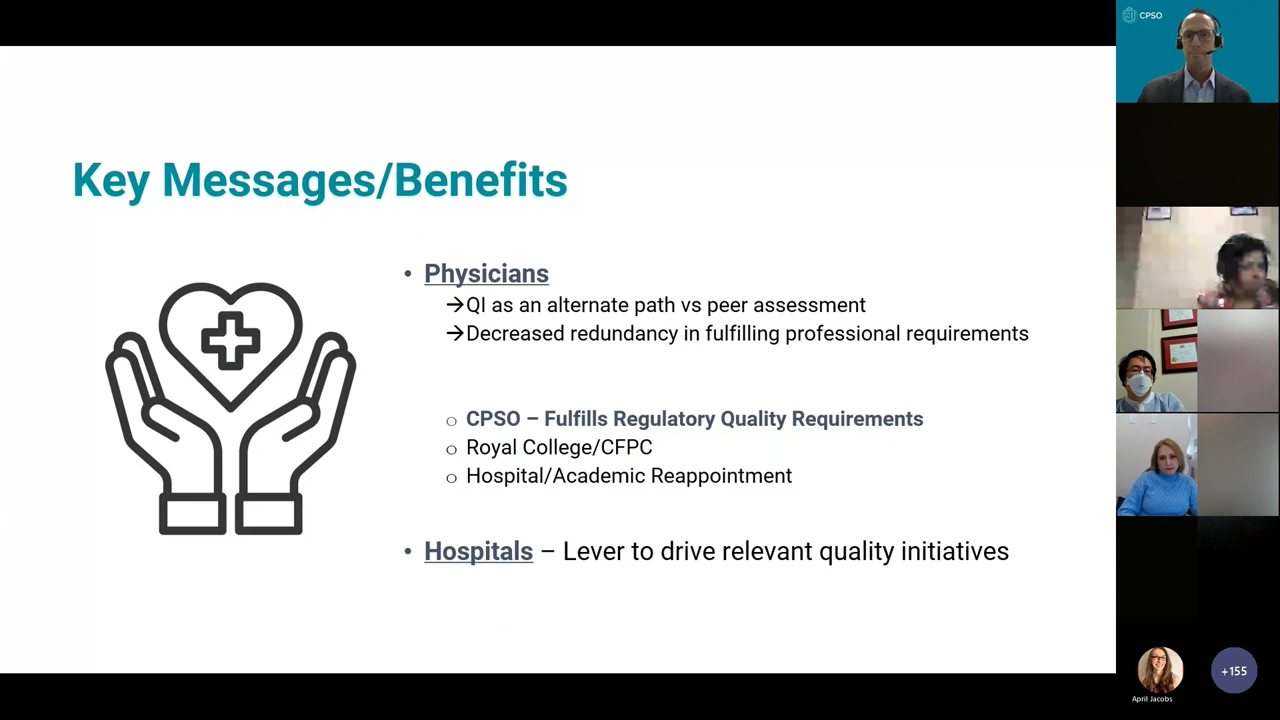 Key Messages/Benefits
• Physicians
→QI as an alternate path vs peer assessment
→Decreased redundancy in fulfilling professional requirements
o CPSO – Fulfills Regulatory Quality Requirements
o Royal College/CFPC
o Hospital/Academic Reappointment
• Hospitals – Lever to drive relevant quality initiatives
CPSO
April Jacobs
+155